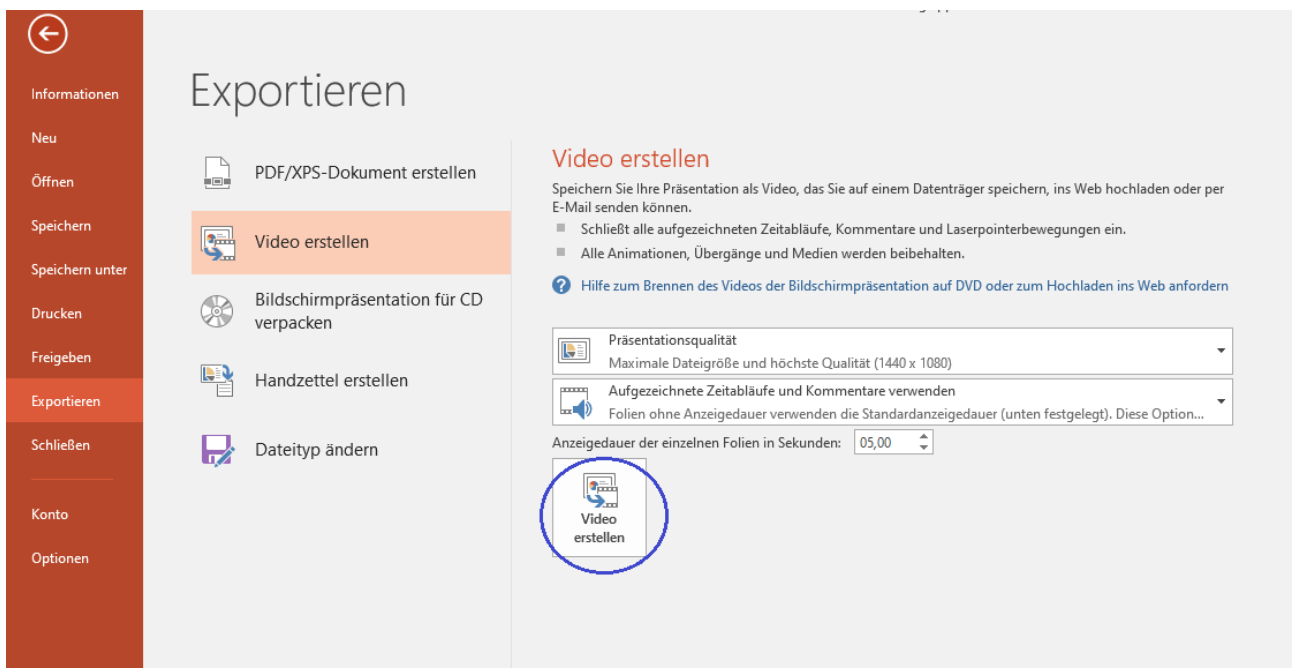 Informationen
Neu
Öffnen
Speichern
Speichern unter
Drucken
Freigeben
Exportieren
Schließen
Konto
Optionen
Exportieren
PDF/XPS-Dokument erstellen
Video erstellen
Bildschirmpräsentation für CD
verpacken
Handzettel erstellen
Dateityp ändern
Video erstellen
Speichern Sie Ihre Präsentation als Video, das Sie auf einem Datenträger speichern, ins Web hochladen oder per
E-Mail senden können.
Schließt alle aufgezeichneten Zeitabläufe, Kommentare und Laserpointerbewegungen ein.
Alle Animationen, Übergänge und Medien werden beibehalten.
Hilfe zum Brennen des Videos der Bildschirmpräsentation auf DVD oder zum Hochladen ins Web anfordern
Präsentationsqualität
Maximale Dateigröße und höchste Qualität (1440 x 1080)
Aufgezeichnete Zeitabläufe und Kommentare verwenden
Folien ohne Anzeigedauer verwenden die Standardanzeigedauer (unten festgelegt). Diese Option...
Anzeigedauer der einzelnen Folien in Sekunden: 05,00
Video
erstellen